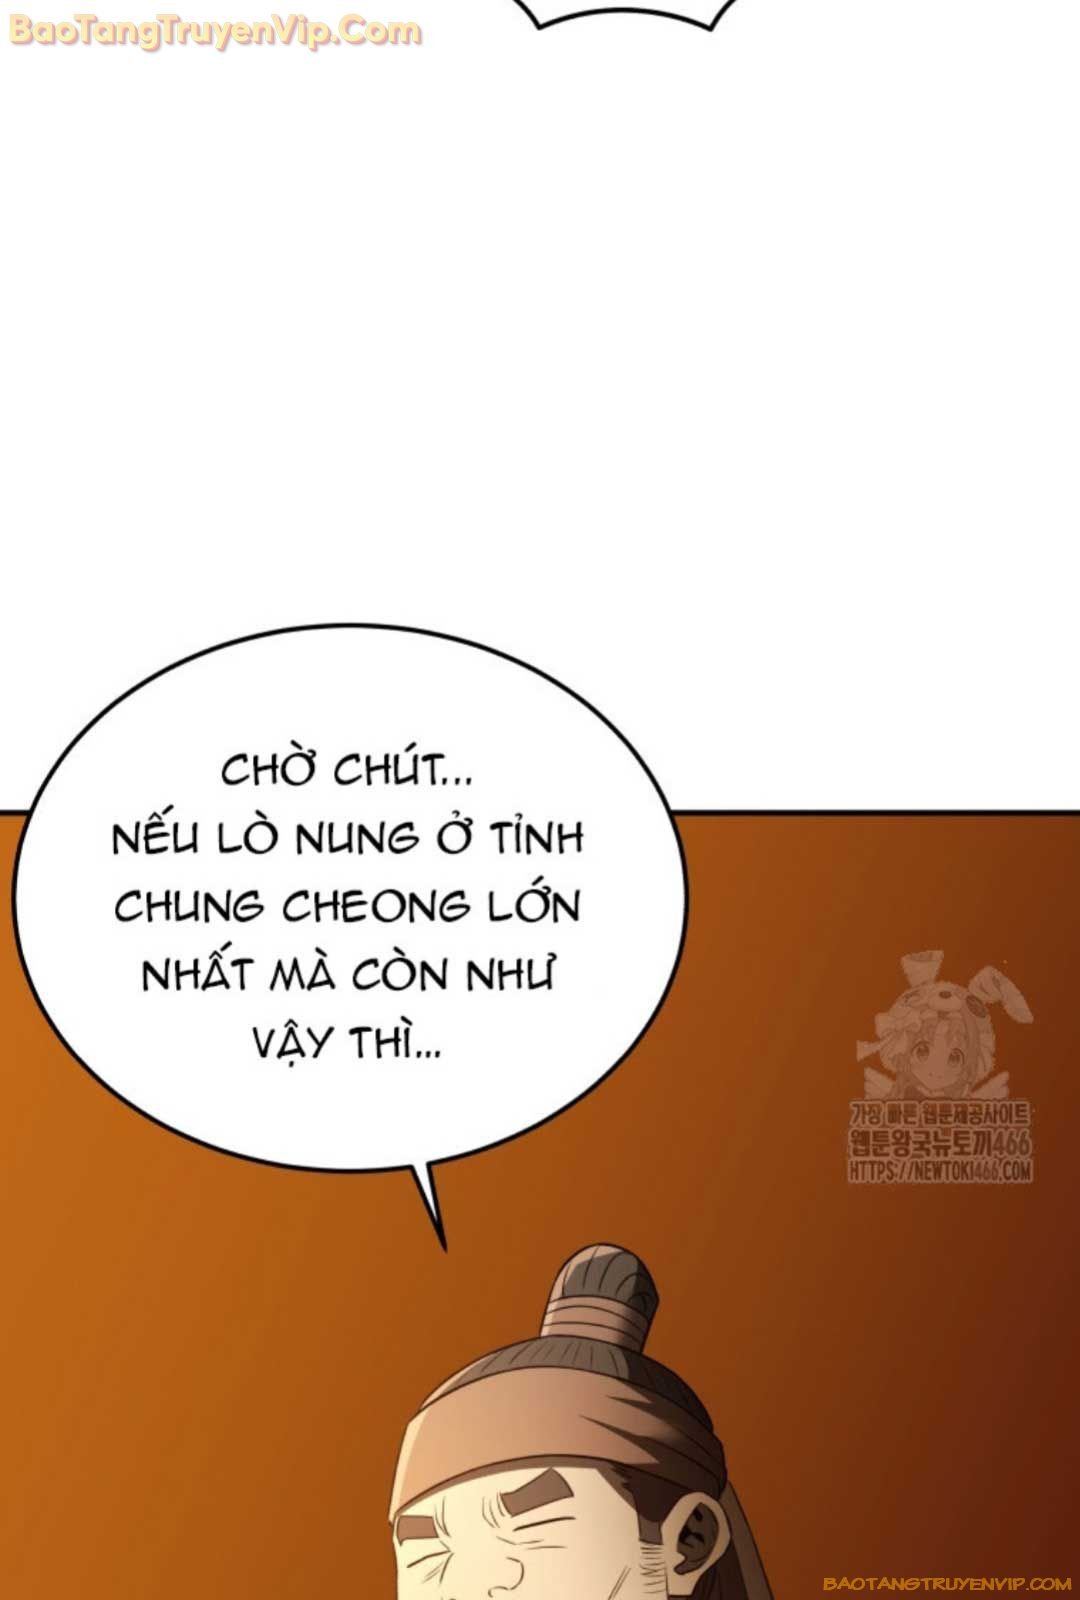 BaoTangTruyenVip.Com
CHỜ CHÚT...
NẾU LÒ NUNG Ở TỈNH
CHUNG CHEONG LỚN
NHẤT MÀ CÒN NHƯ
VẬY THÌ...
가장 빠른 웹툰제공사이트
웹툰왕국뉴토끼466
HTTPS://NEWTOKI466.COM
BAOTANGTRUYENVIP.COM